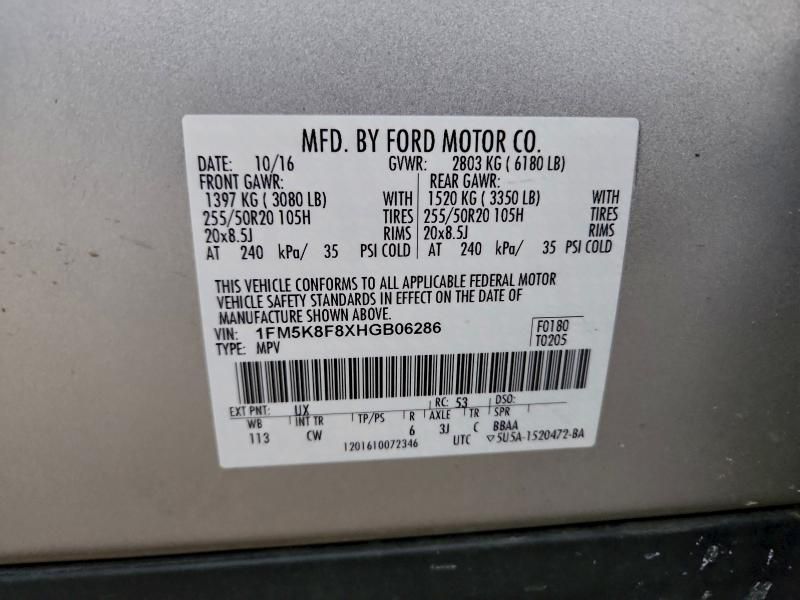 MFD. BY FORD MOTOR CO.
DATE: 10/16 GVWR: 2803 KG ( 6180 LB)
FRONT GAWR: REAR GAWR:
1397 KG ( 3080 LB) WITH 1520 KG ( 3350 LB) WITH
255/50R20 105H TIRES 255/50R20 105H TIRES
20x8.5J RIMS 20x8.5J RIMS
AT 240 kPa/ 35 PSI COLD AT 240 kPa/ 35 PSI COLD
THIS VEHICLE CONFORMS TO ALL APPLICABLE FEDERAL MOTOR
VEHICLE SAFETY STANDARDS IN EFFECT ON THE DATE OF
MANUFACTURE SHOWN ABOVE.
VIN: 1FM5K8F8XHGB06286 F0180
TYPE: MPV T0205
EXT PNT: UX RC: 53 DSO:
WB INT TR TP/PS R AXLE TR SPR
113 CW 6 3J C BBAA
1201610072346 UTC ▽5U5A-1520472-BA